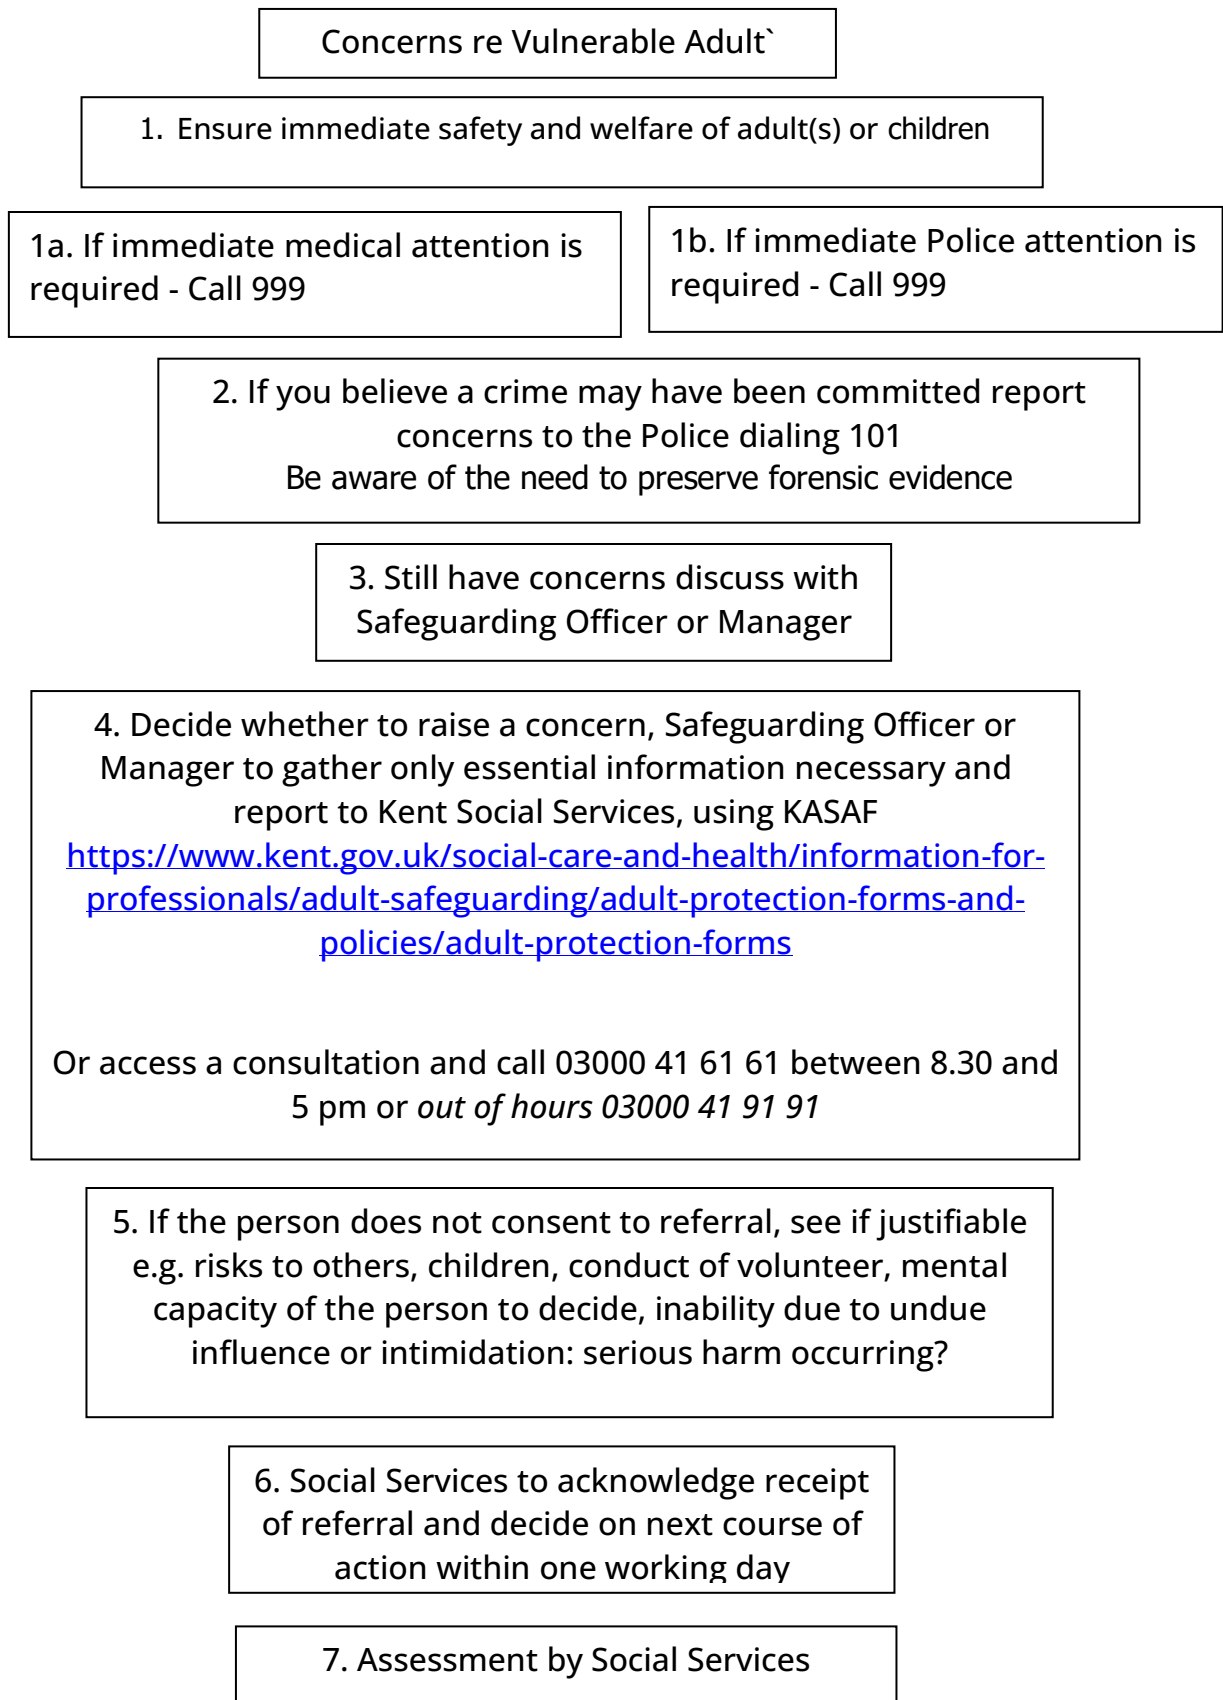 Concerns re Vulnerable Adult`
1. Ensure immediate safety and welfare of adult(s) or children
1a. If immediate medical attention is
required - Call 999
1b. If immediate Police attention is
required - Call 999
2. If you believe a crime may have been committed report
concerns to the Police dialing 101
Be aware of the need to preserve forensic evidence
3. Still have concerns discuss with
Safeguarding Officer or Manager
4. Decide whether to raise a concern, Safeguarding Officer or
Manager to gather only essential information necessary and
report to Kent Social Services, using KASAF
https://www.kent.gov.uk/social-care-and-health/information-for-
professionals/adult-safeguarding/adult-protection-forms-and-
policies/adult-protection-forms
Or access a consultation and call 03000 41 61 61 between 8.30 and
5 pm or out of hours 03000 41 91 91
5. If the person does not consent to referral, see if justifiable
e.g. risks to others, children, conduct of volunteer, mental
capacity of the person to decide, inability due to undue
influence or intimidation: serious harm occurring?
6. Social Services to acknowledge receipt
of referral and decide on next course of
action within one working day
7. Assessment by Social Services